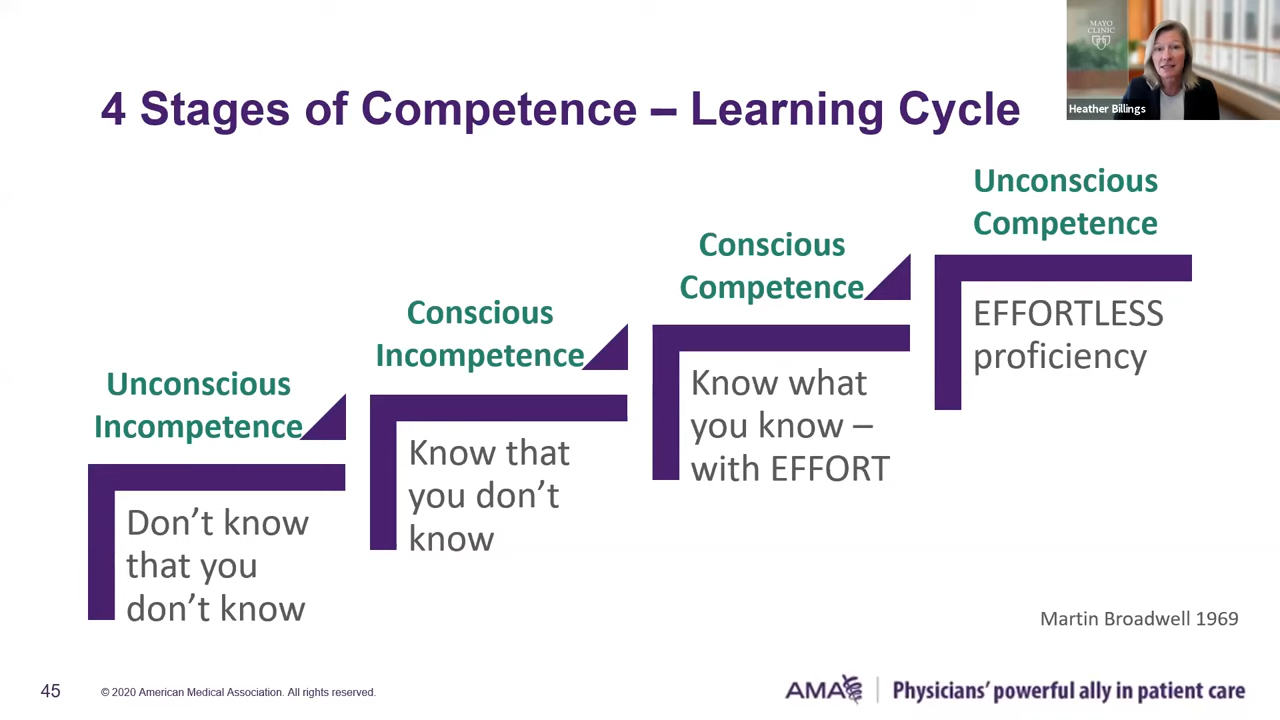 MAYO
CLINIC
Heather Billings
4 Stages of Competence – Learning Cycle
Unconscious
Incompetence
Don’t know
that you
don’t know
Conscious
Incompetence
Know that
you don’t
know
Conscious
Competence
Know what
you know –
with EFFORT
Unconscious
Competence
EFFORTLESS
proficiency
Martin Broadwell 1969
45
© 2020 American Medical Association. All rights reserved.
AMA
Physicians’ powerful ally in patient care